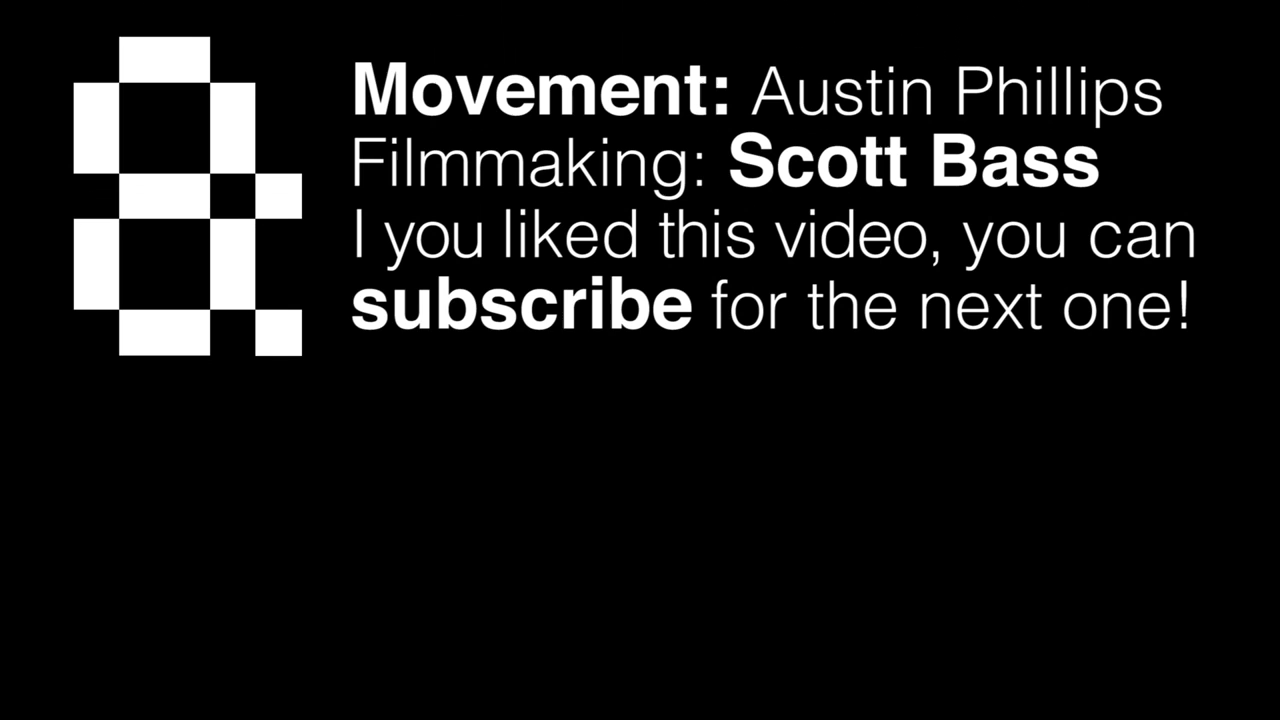 Movement: Austin Phillips
Filmmaking: Scott Bass
I you liked this video, you can
subscribe for the next one!